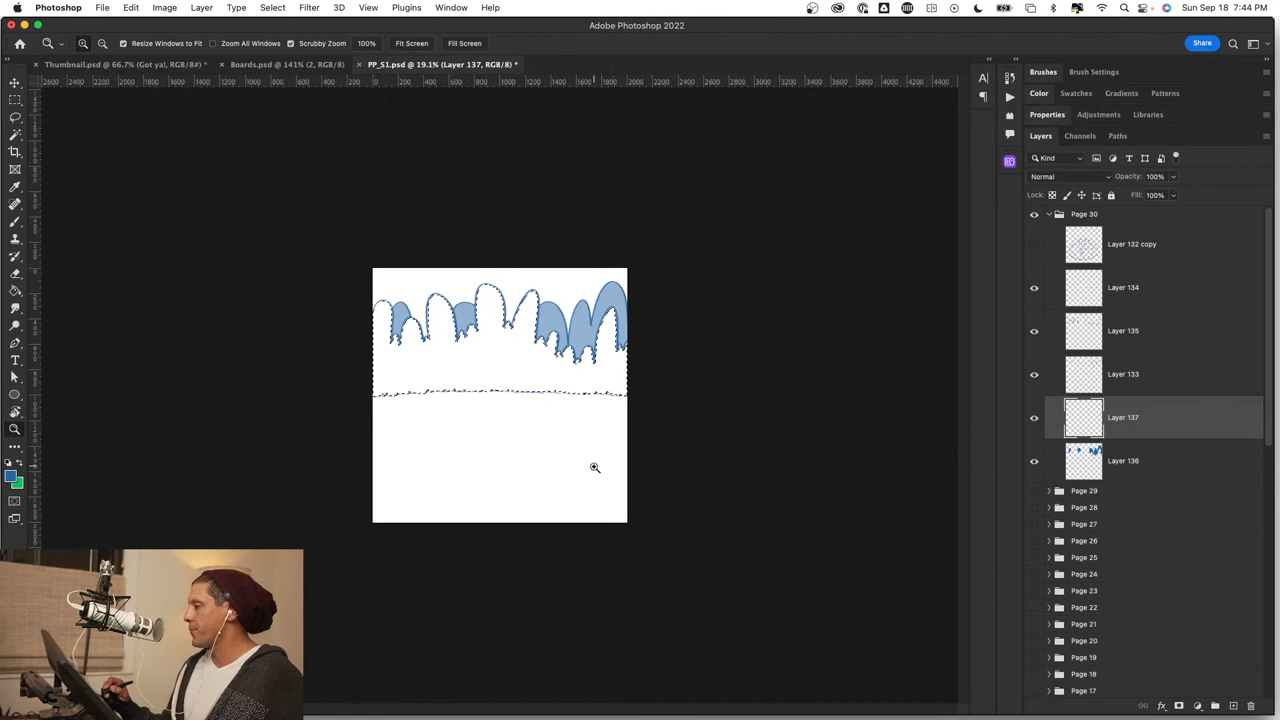 Photoshop File Edit Image Layer Type Select Filter 3D View Plugins Window Help Sun Sep 18 7:44 PM
Adobe Photoshop 2022
Resize Windows to Fit Zoom All Windows Scrubby Zoom 100% Fit Screen Fill Screen Share
Thumbnail.psd @ 66.7% (Got ya!, RGB/8#) * Boards.psd @ 141% (2, RGB/8) PP_S1.psd @ 19.1% (Layer 137, RGB/8) *
Brushes Brush Settings
Color Swatches Gradients Patterns
Properties Adjustments Libraries
Layers Channels Paths
Kind
Normal Opacity: 100%
Lock: Fill: 100%
Page 30
Layer 132 copy
Layer 134
Layer 135
Layer 133
Layer 137
Layer 136
Page 29
Page 28
Page 27
Page 26
Page 25
Page 24
Page 23
Page 22
Page 21
Page 20
Page 19
Page 18
Page 17